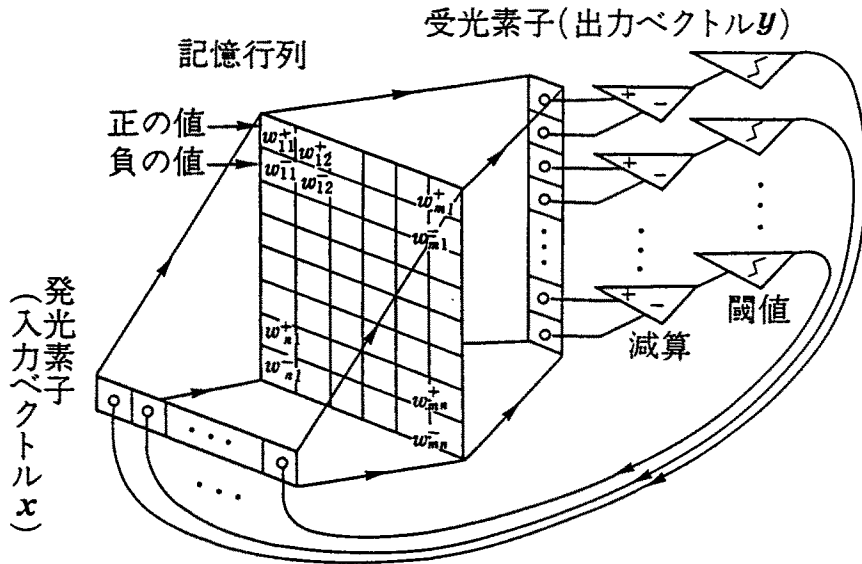 受光素子(出力ベクトルy)
記憶行列
正の値
負の値
w⁺₁₁ w⁺₁₂
w⁻₁₁ w⁻₁₂
w⁺ₘ₁
w⁻ₘ₁
+ −
+ −
+ −
閾値
減算
発光素子
(入力ベクトルx)
w⁺ₙ₁
w⁻ₙ₁
w⁺ₘₙ
w⁻ₘₙ